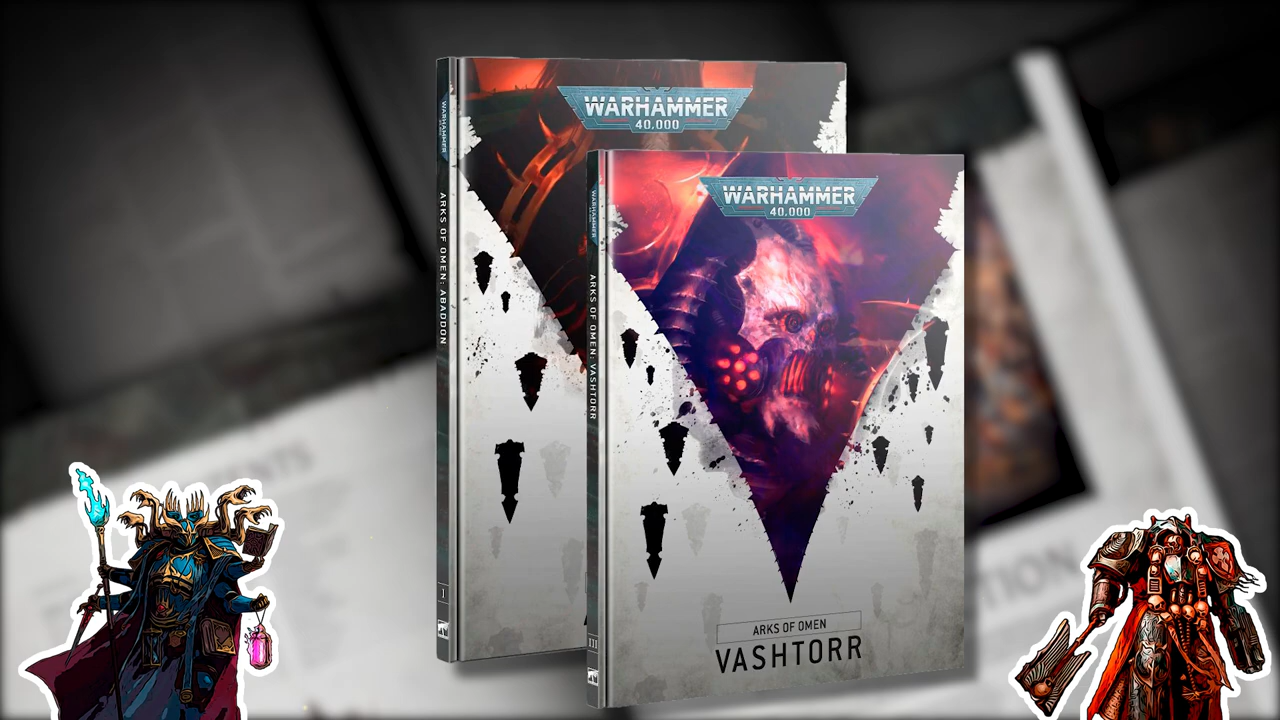 WARHAMMER
40,000
WARHAMMER
ARKS OF OMEN: ABADDON
I
WARHAMMER
40,000
WARHAMMER
ARKS OF OMEN: VASHTORR
III
ARKS OF OMEN
VASHTORR